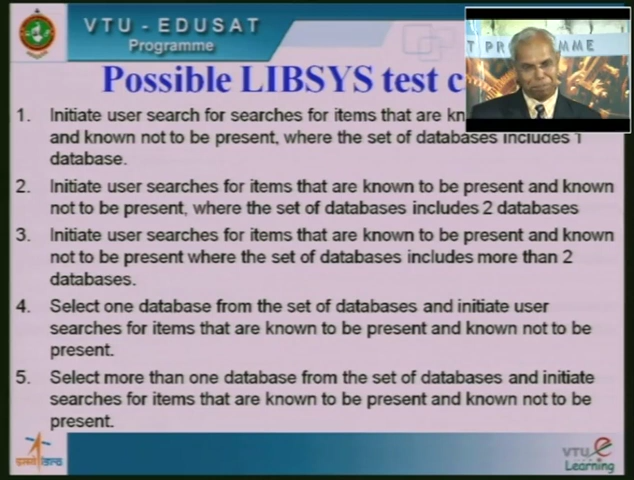 VTU - EDUSAT
Programme
Possible LIBSYS test c
1. Initiate user search for searches for items that are kn
and known not to be present, where the set of databases includes 1
database.
2. Initiate user searches for items that are known to be present and known
not to be present, where the set of databases includes 2 databases
3. Initiate user searches for items that are known to be present and known
not to be present where the set of databases includes more than 2
databases.
4. Select one database from the set of databases and initiate user
searches for items that are known to be present and known not to be
present.
5. Select more than one database from the set of databases and initiate
searches for items that are known to be present and known not to be
present.
VTU e
Learning